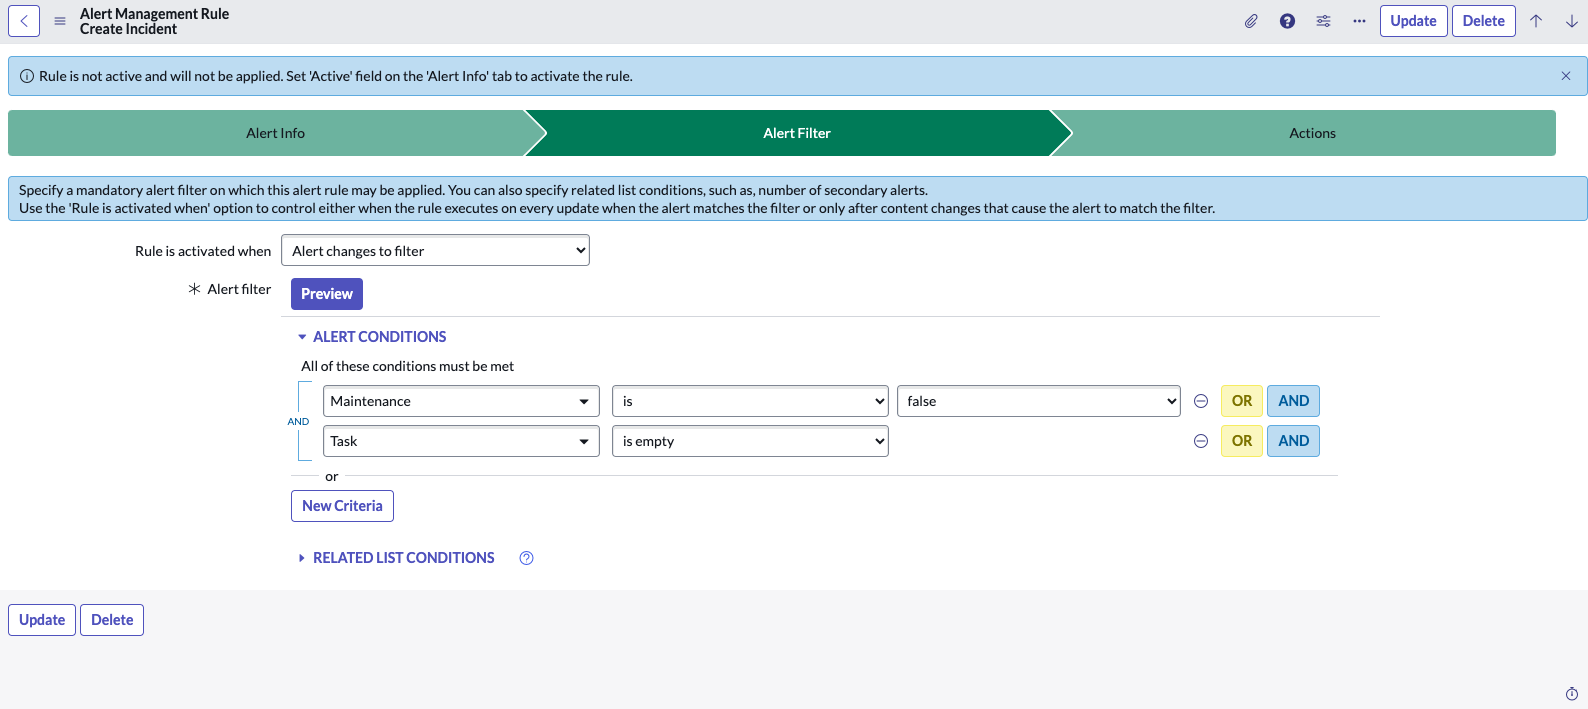 Alert Management Rule
Create Incident
Update
Delete
Rule is not active and will not be applied. Set 'Active' field on the 'Alert Info' tab to activate the rule.
Alert Info
Alert Filter
Actions
Specify a mandatory alert filter on which this alert rule may be applied. You can also specify related list conditions, such as, number of secondary alerts.
Use the 'Rule is activated when' option to control either when the rule executes on every update when the alert matches the filter or only after content changes that cause the alert to match the filter.
Rule is activated when
Alert changes to filter
Alert filter
Preview
ALERT CONDITIONS
All of these conditions must be met
AND
Maintenance
is
false
OR
AND
Task
is empty
OR
AND
or
New Criteria
RELATED LIST CONDITIONS
Update
Delete